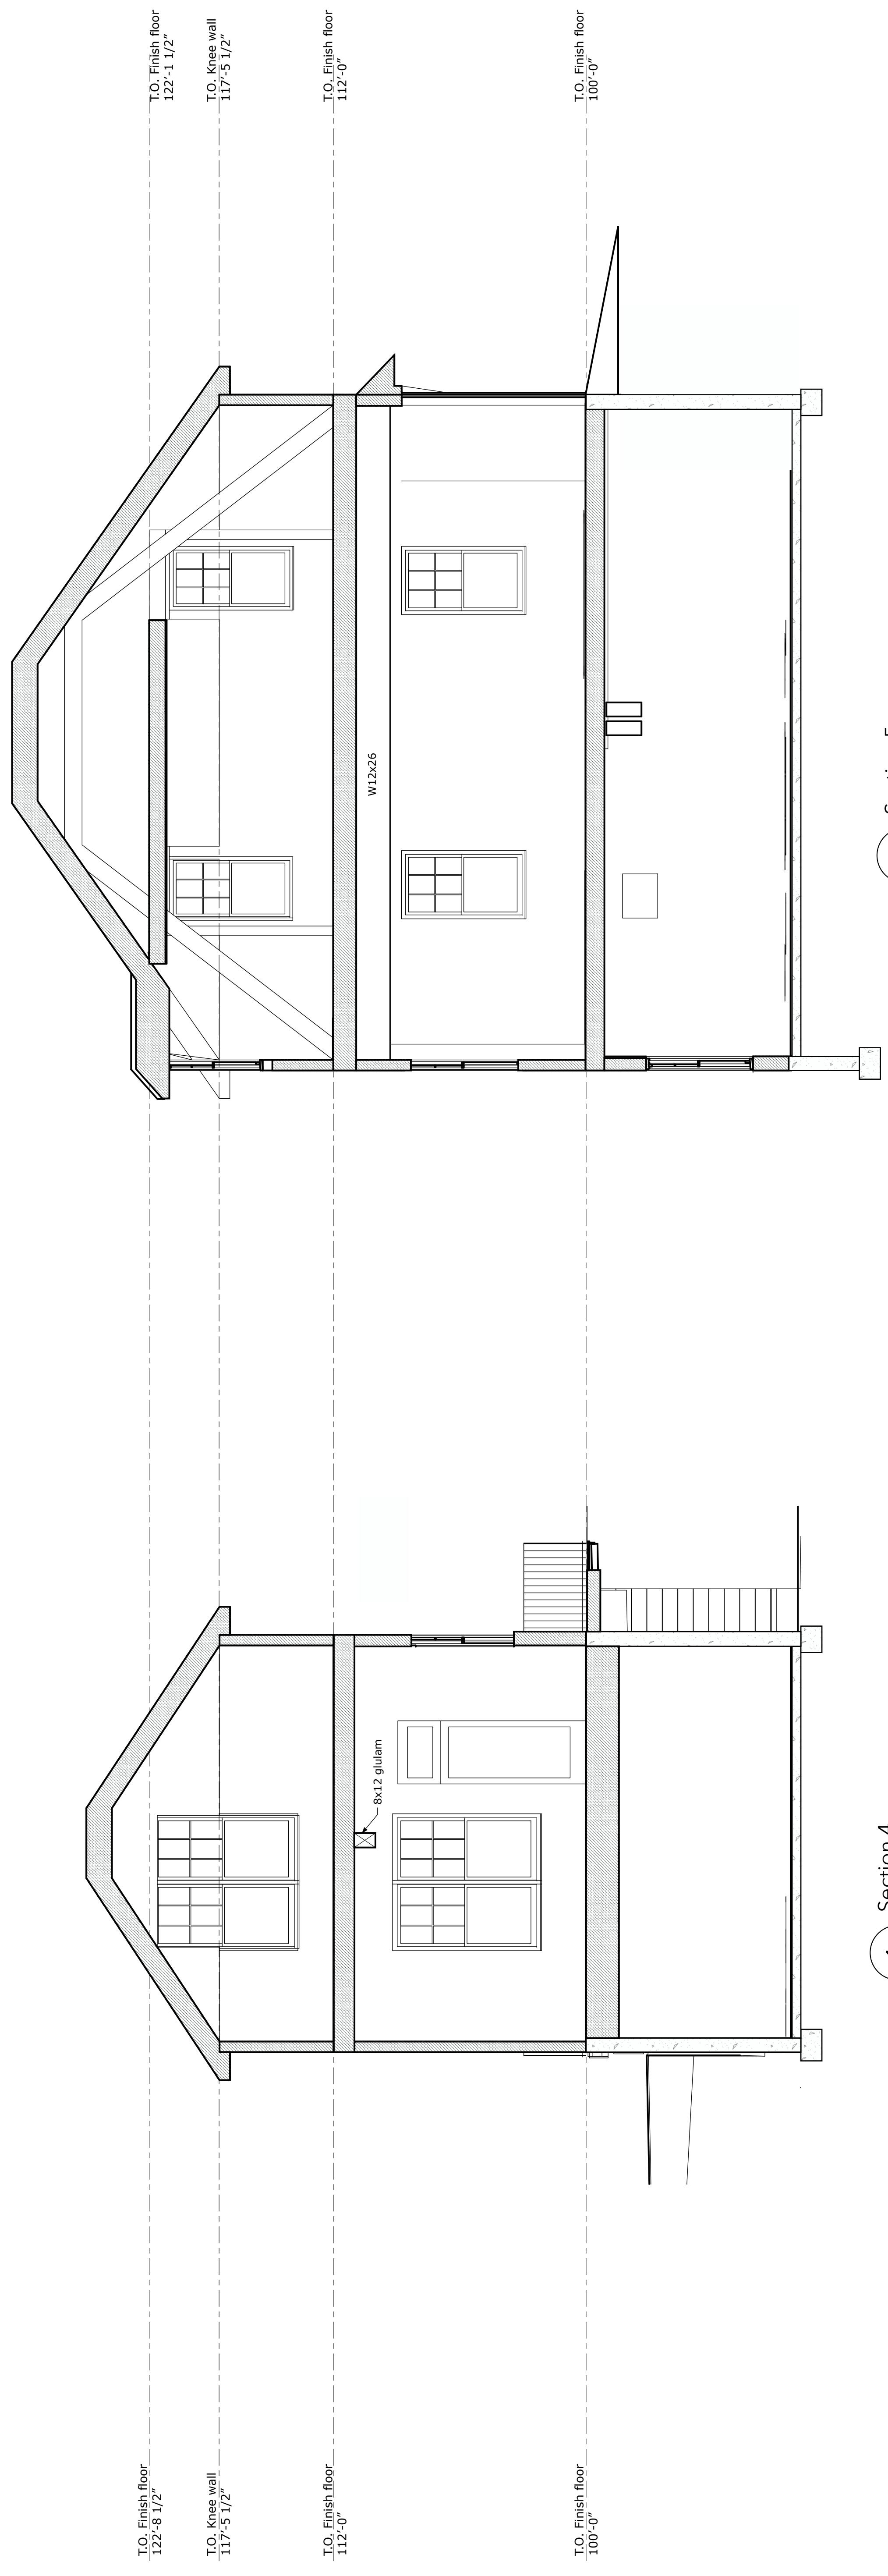 T.O. Finish floor
122'-1 1/2"
T.O. Knee wall
117'-5 1/2"
T.O. Finish floor
112'-0"
T.O. Finish floor
100'-0"
W12x26
8x12 glulam
Section 4
T.O. Finish floor
122'-8 1/2"
T.O. Knee wall
117'-5 1/2"
T.O. Finish floor
112'-0"
T.O. Finish floor
100'-0"